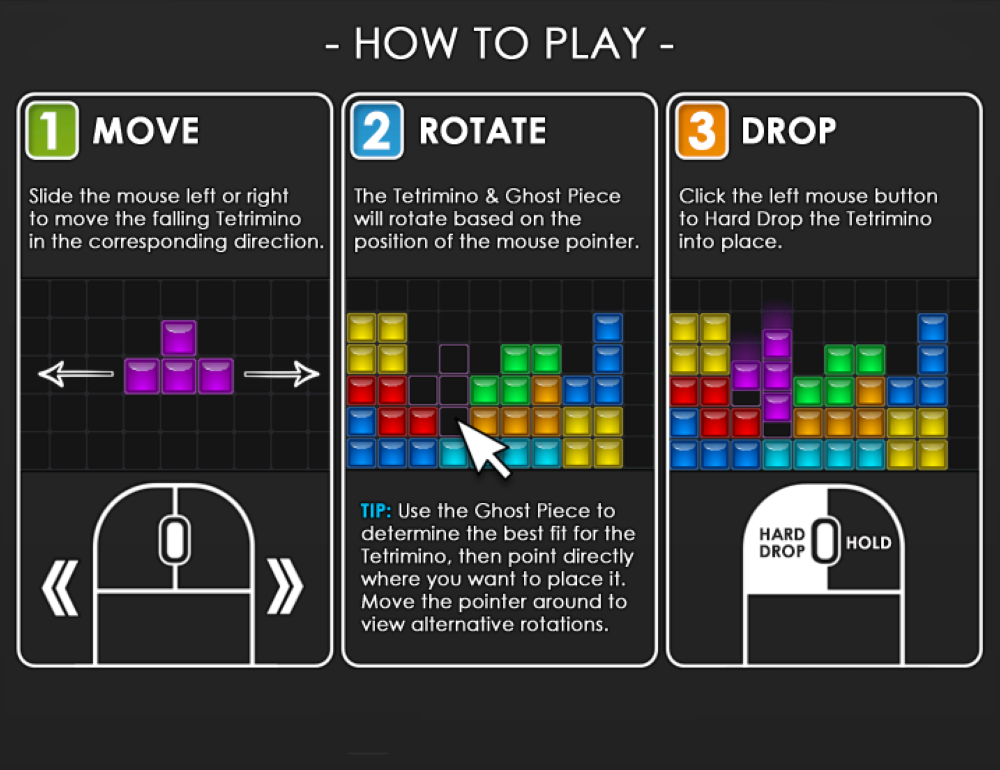 - HOW TO PLAY -
1 MOVE
Slide the mouse left or right
to move the falling Tetrimino
in the corresponding direction.
2 ROTATE
The Tetrimino & Ghost Piece
will rotate based on the
position of the mouse pointer.
TIP: Use the Ghost Piece to
determine the best fit for the
Tetrimino, then point directly
where you want to place it.
Move the pointer around to
view alternative rotations.
3 DROP
Click the left mouse button
to Hard Drop the Tetrimino
into place.
HARD
DROP
HOLD